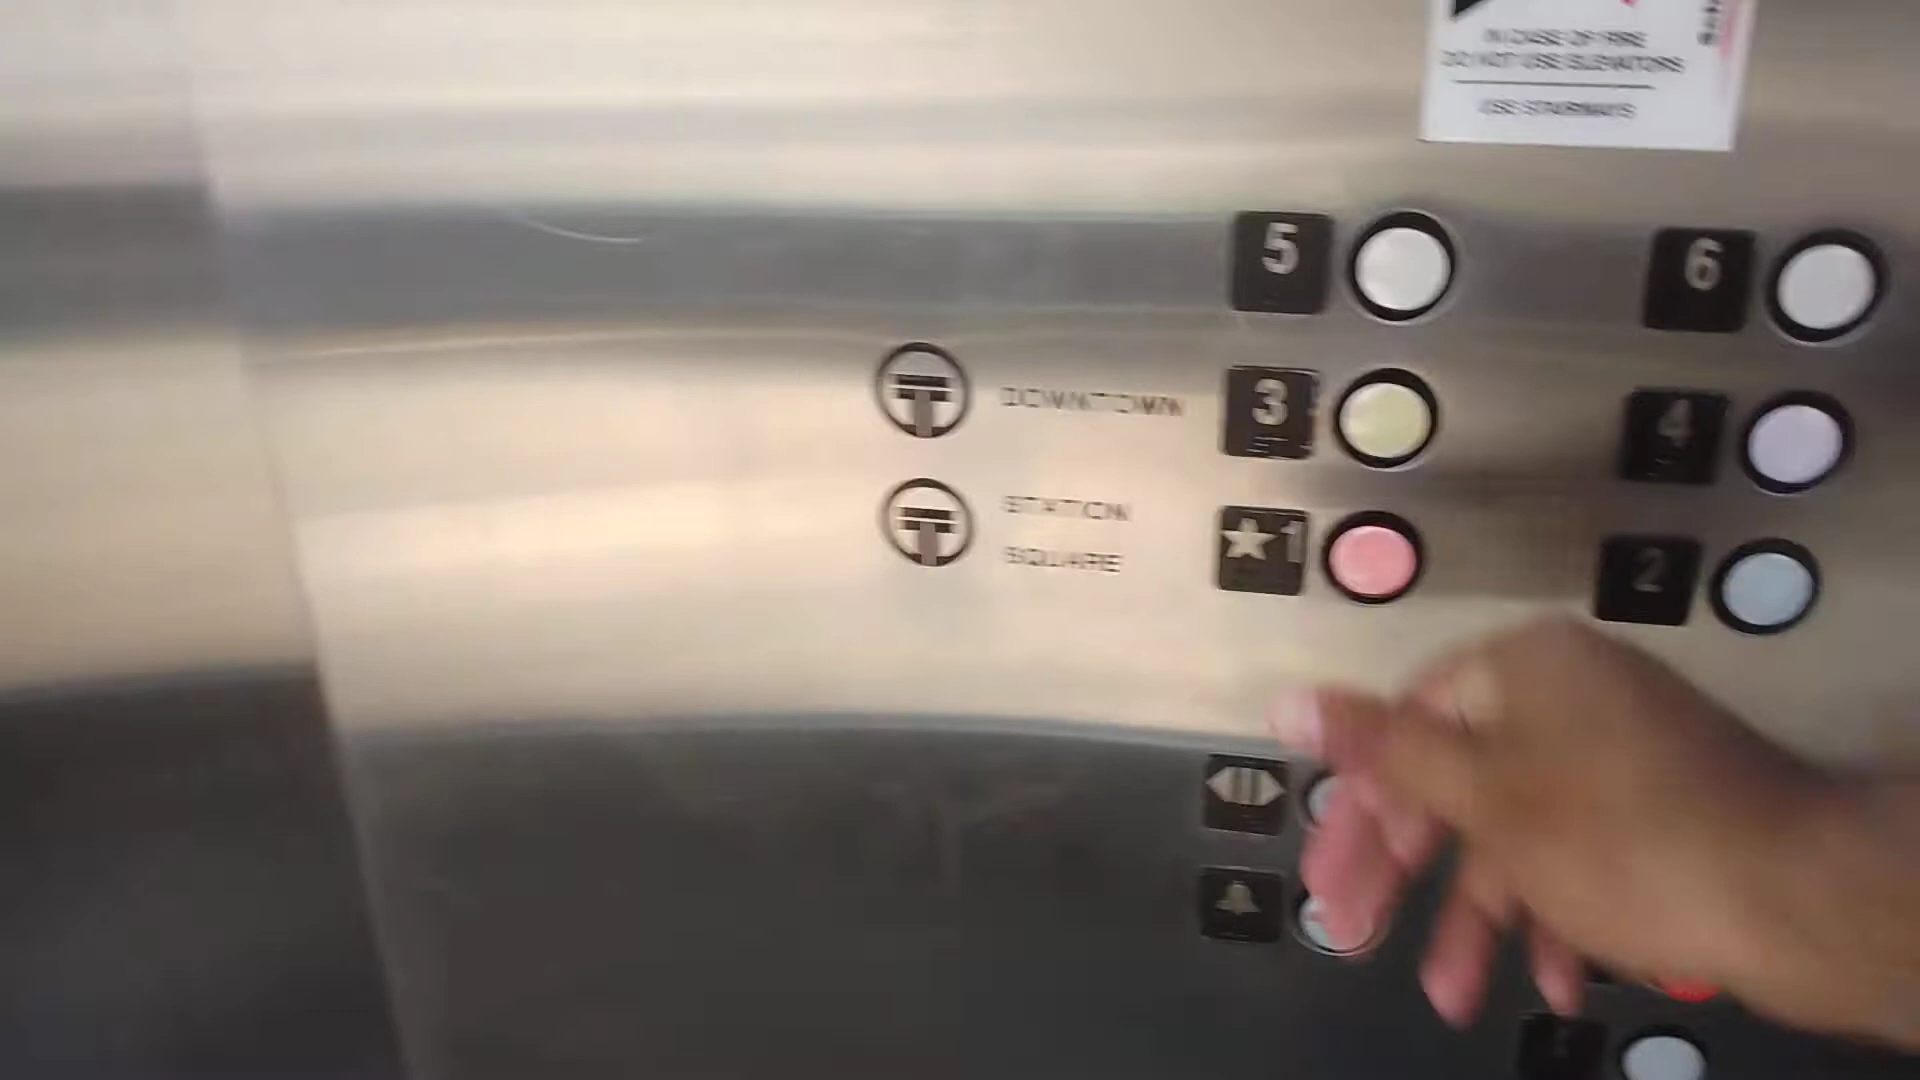 IN CASE OF FIRE
DO NOT USE ELEVATORS
USE STAIRWAYS
5
6
DOWNTOWN
3
4
STATION
SQUARE
★1
2